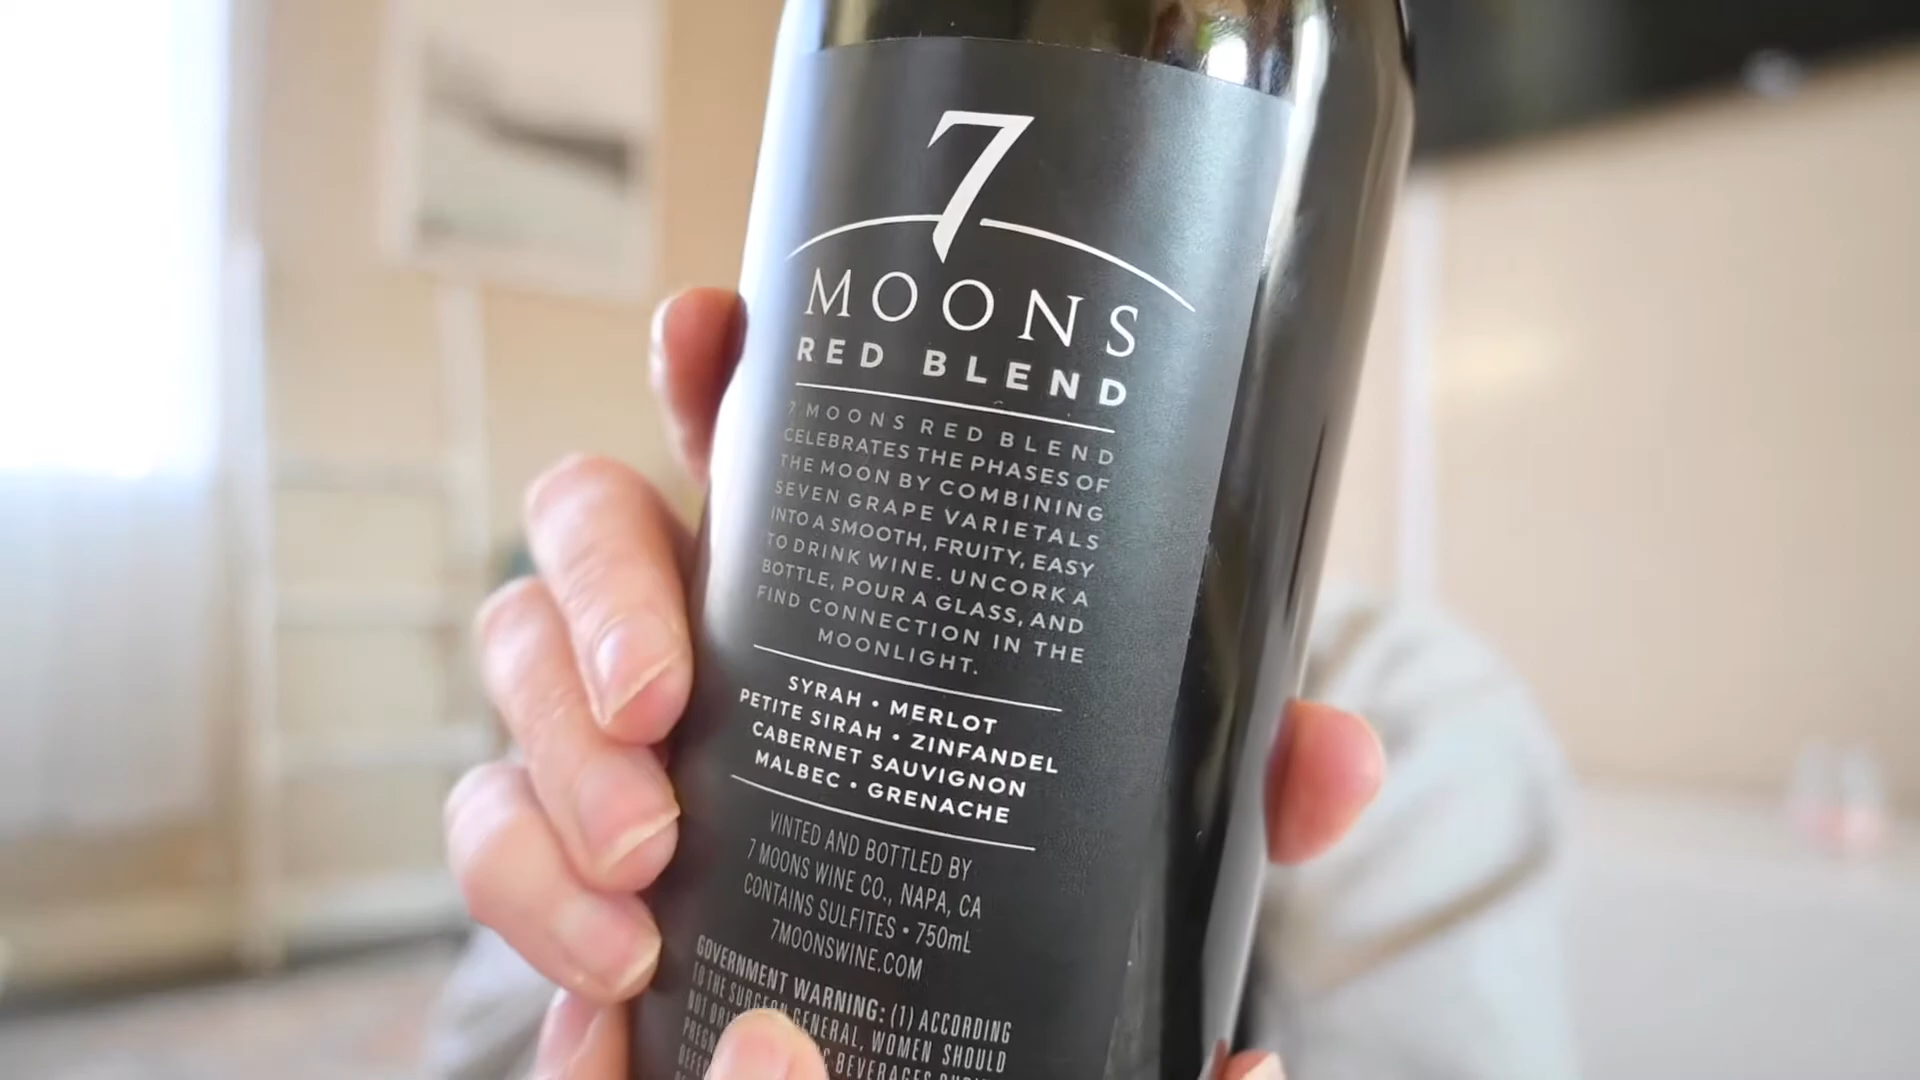 7
MOONS
RED BLEND
7 MOONS RED BLEND
CELEBRATES THE PHASES OF
THE MOON BY COMBINING
SEVEN GRAPE VARIETALS
INTO A SMOOTH, FRUITY, EASY
TO DRINK WINE. UNCORK A
BOTTLE, POUR A GLASS, AND
FIND CONNECTION IN THE
MOONLIGHT.
SYRAH • MERLOT
PETITE SIRAH • ZINFANDEL
CABERNET SAUVIGNON
MALBEC • GRENACHE
VINTED AND BOTTLED BY
7 MOONS WINE CO., NAPA, CA
CONTAINS SULFITES • 750mL
7MOONSWINE.COM
GOVERNMENT WARNING: (1) ACCORDING
TO THE SURGEON GENERAL, WOMEN SHOULD
NOT BEVERAGES